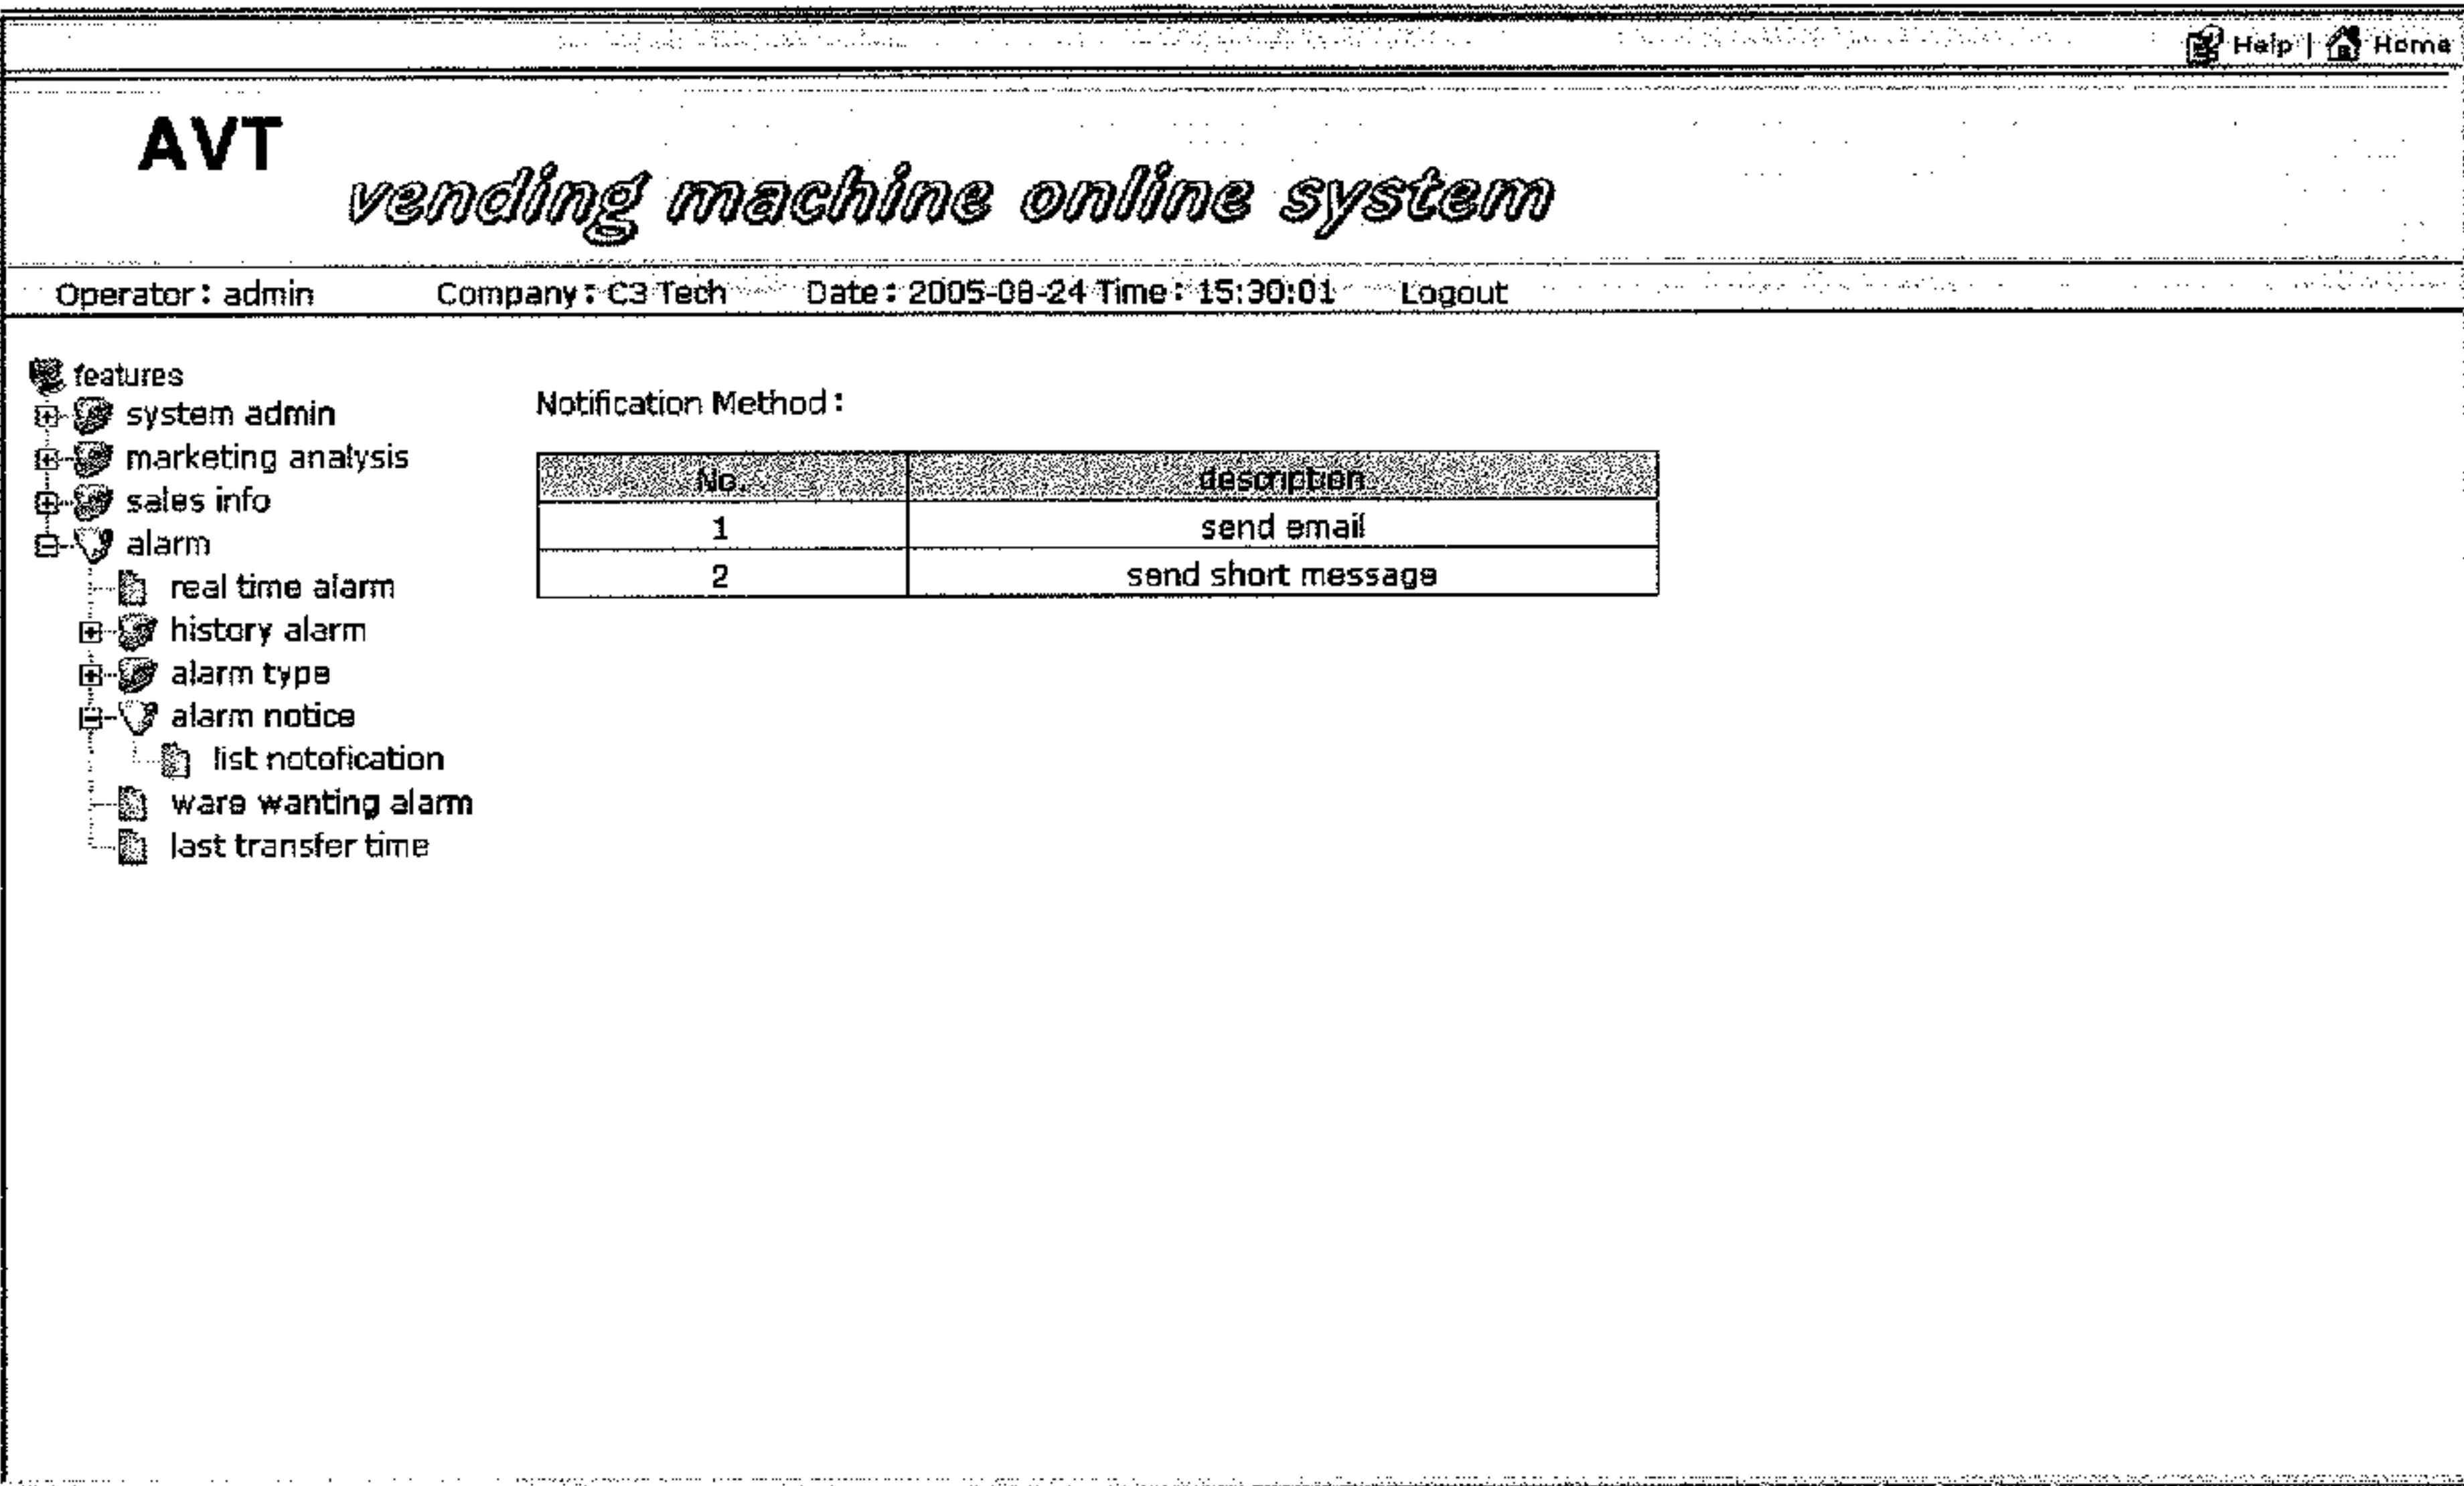 Help | Home
AVT
vending machine online system
Operator: admin Company: C3 Tech Date: 2005-08-24 Time: 15:30:01 Logout
features
system admin
marketing analysis
sales info
alarm
real time alarm
history alarm
alarm type
alarm notice
list notofication
ware wanting alarm
last transfer time
Notification Method:
No. description
1 send email
2 send short message